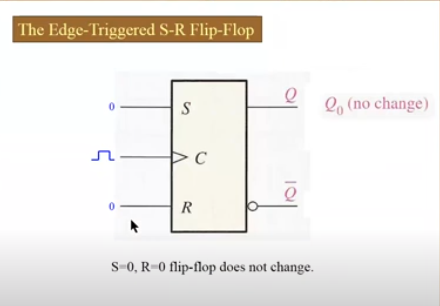 The Edge-Triggered S-R Flip-Flop
0 S Q Q₀ (no change)
C
0 R Q̅
S=0, R=0 flip-flop does not change.